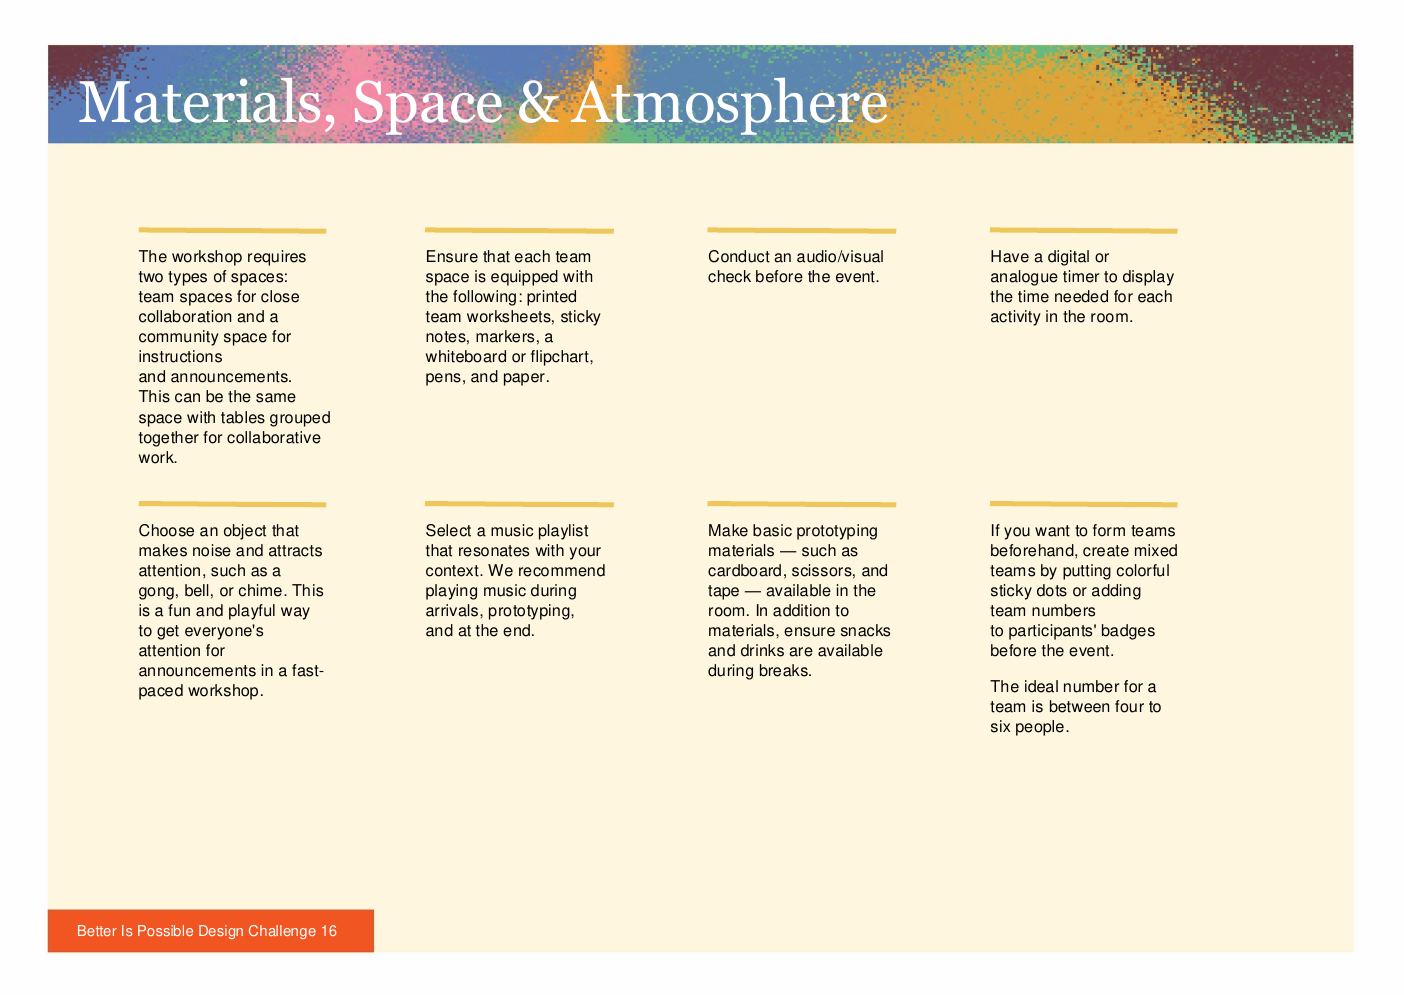 Materials, Space & Atmosphere
The workshop requires
two types of spaces:
team spaces for close
collaboration and a
community space for
instructions
and announcements.
This can be the same
space with tables grouped
together for collaborative
work.
Ensure that each team
space is equipped with
the following: printed
team worksheets, sticky
notes, markers, a
whiteboard or flipchart,
pens, and paper.
Conduct an audio/visual
check before the event.
Have a digital or
analogue timer to display
the time needed for each
activity in the room.
Choose an object that
makes noise and attracts
attention, such as a
gong, bell, or chime. This
is a fun and playful way
to get everyone's
attention for
announcements in a fast-
paced workshop.
Select a music playlist
that resonates with your
context. We recommend
playing music during
arrivals, prototyping,
and at the end.
Make basic prototyping
materials — such as
cardboard, scissors, and
tape — available in the
room. In addition to
materials, ensure snacks
and drinks are available
during breaks.
If you want to form teams
beforehand, create mixed
teams by putting colorful
sticky dots or adding
team numbers
to participants' badges
before the event.
The ideal number for a
team is between four to
six people.
Better Is Possible Design Challenge 16